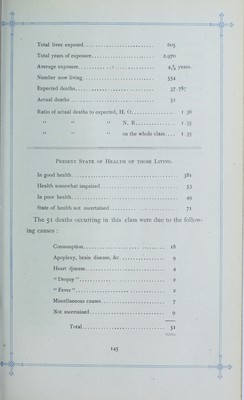 Total lives exposed 605
Total years of exposure 2,970
Average exposure 4 9/10 years.
Number now living 554
Expected deaths 37.787
Actual deaths 51
Ratio of actual deaths to expected, H. O. 1.36
" " " N. R. 1.35
" " " on the whole class 1.35
PRESENT STATE OF HEALTH OF THOSE LIVING.
In good health 381
Health somewhat impaired 53
In poor health 49
State of health not ascertained 71
The 51 deaths occurring in this class were due to the follow-
ing causes :
Consumption 18
Apoplexy, brain disease, &c. 9
Heart disease 4
"Dropsy" 2
"Fever" 2
Miscellaneous causes 7
Not ascertained 9
Total 51
145